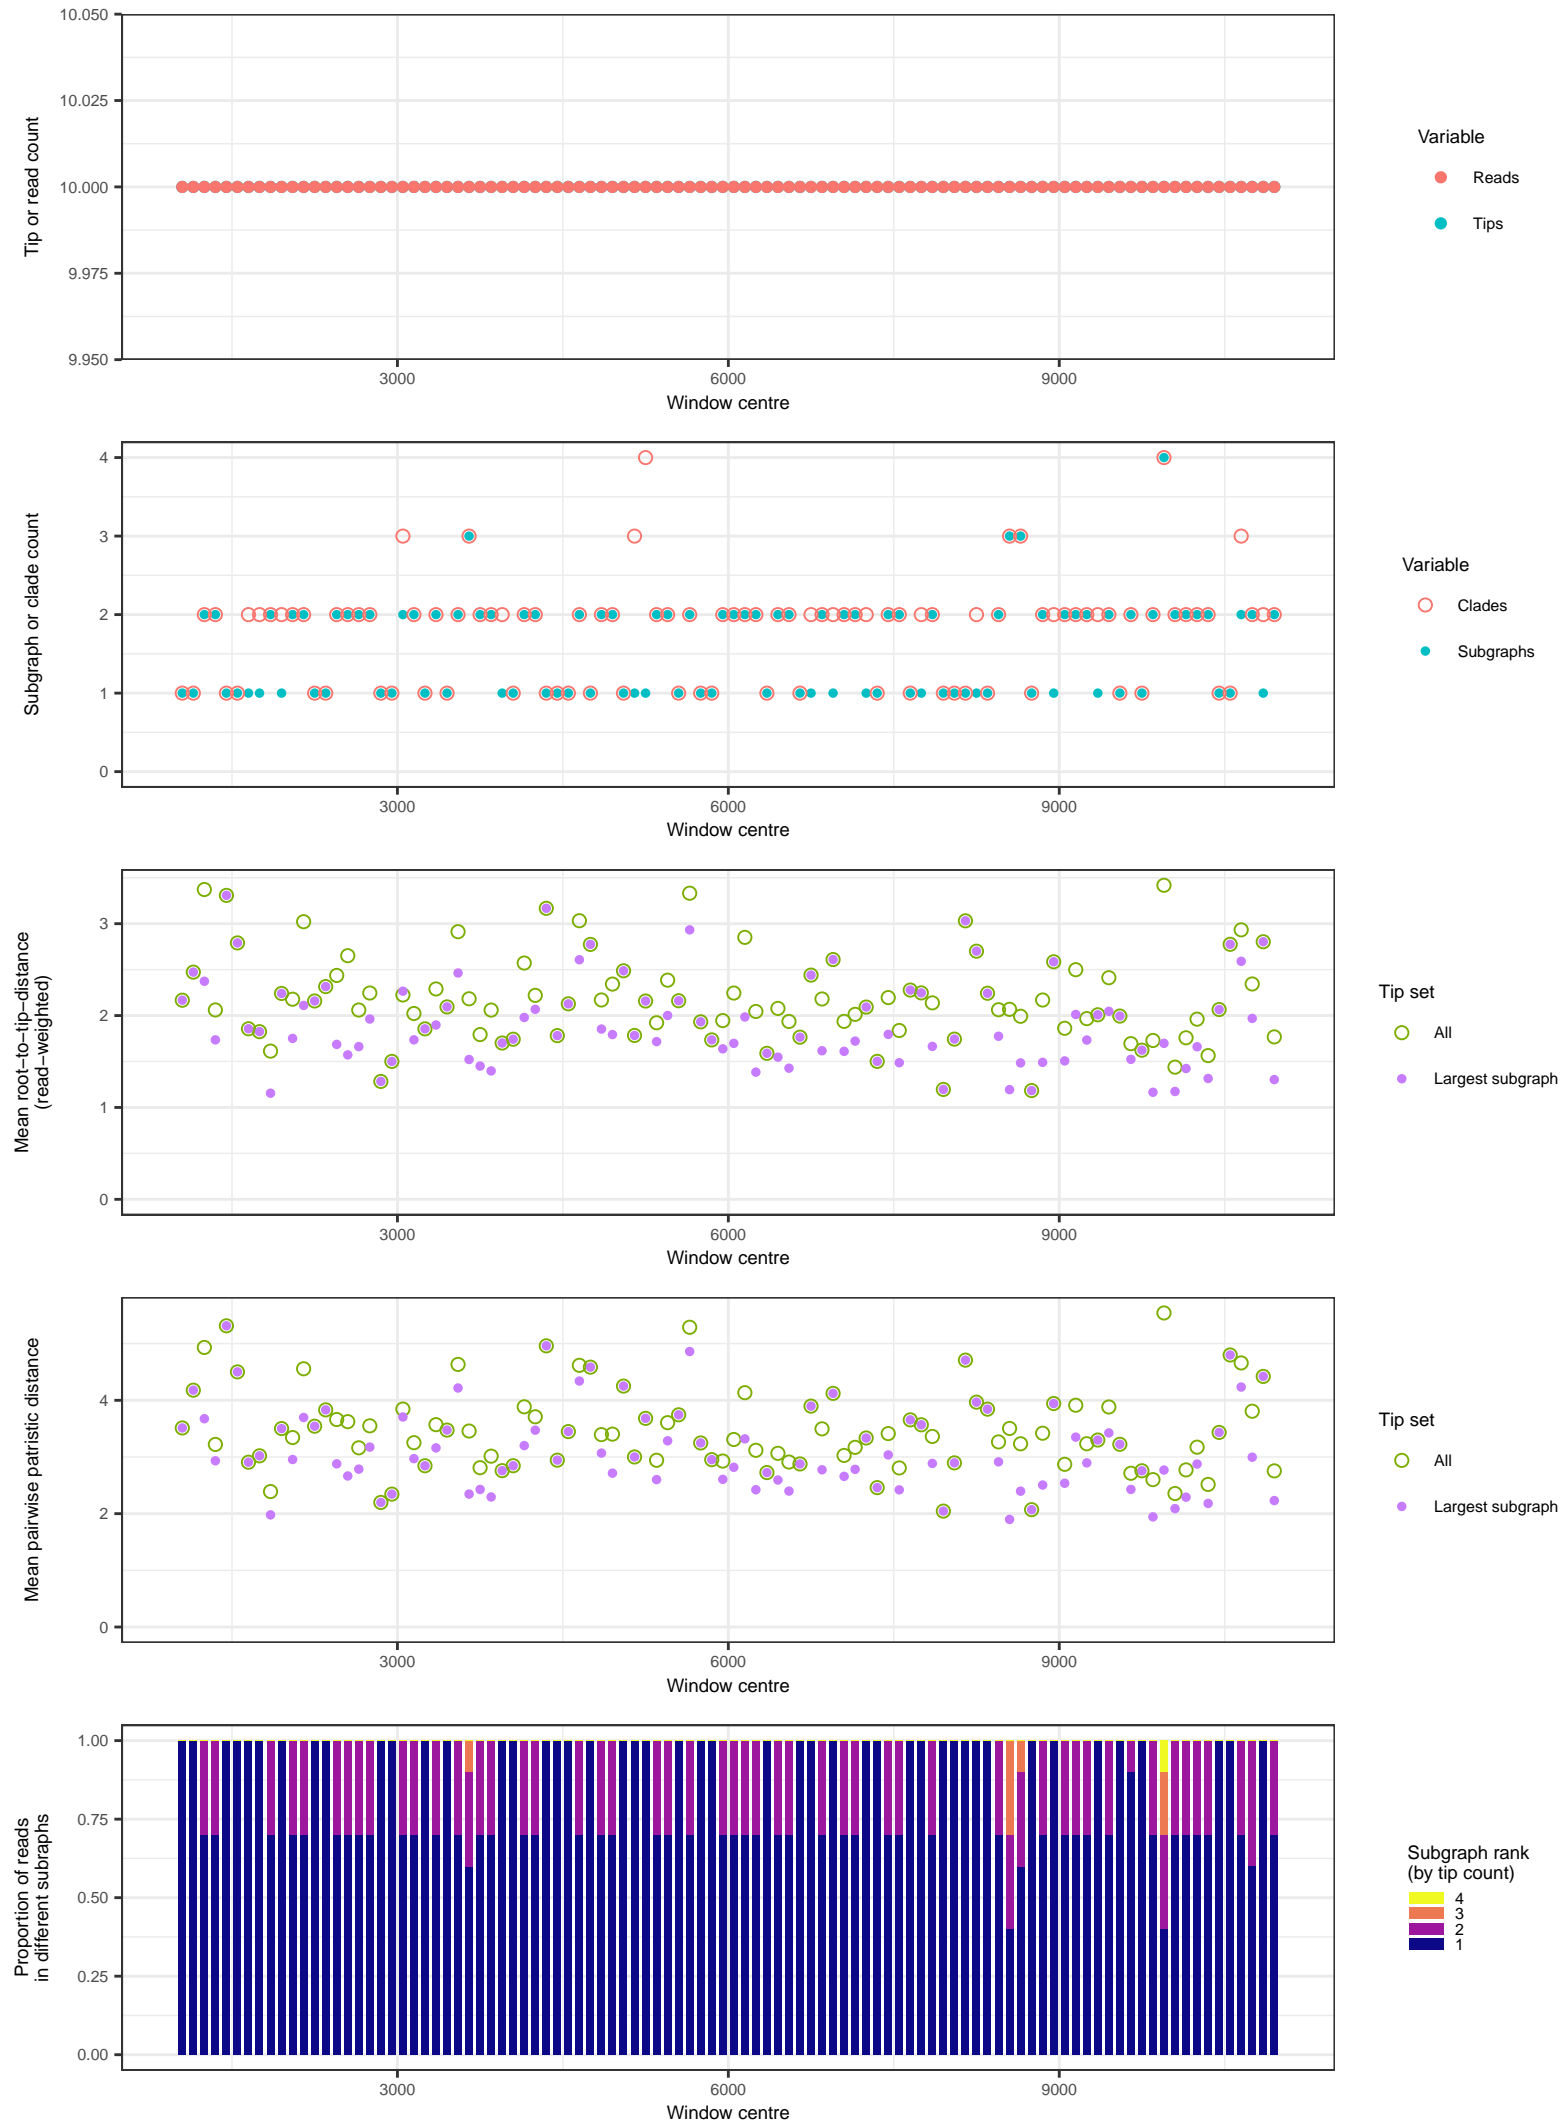 10.050
10.025
10.000
9.975
9.950
Tip or read count
3000
6000
9000
Window centre
Variable
Reads
Tips
4
3
2
1
0
Subgraph or clade count
3000
6000
9000
Window centre
Variable
Clades
Subgraphs
3
2
1
0
Mean root−to−tip−distance
(read−weighted)
3000
6000
9000
Window centre
Tip set
All
Largest subgraph
4
2
0
Mean pairwise patristic distance
3000
6000
9000
Window centre
Tip set
All
Largest subgraph
1.00
0.75
0.50
0.25
0.00
Proportion of reads
in different subraphs
3000
6000
9000
Window centre
Subgraph rank
(by tip count)
4
3
2
1